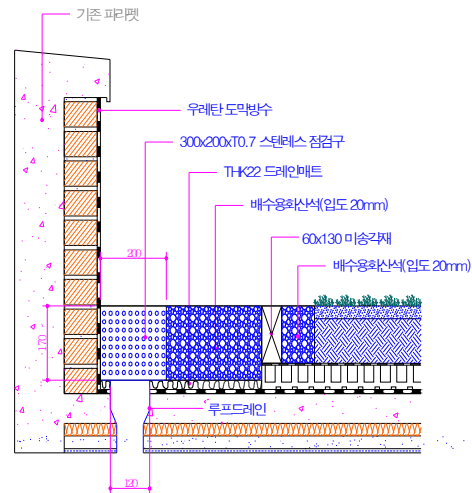 기존 파라펫
우레탄 도막방수
300x200xT0.7 스텐레스 점검구
THK22 드레인매트
배수용화산석(입도 20mm)
60x130 미송각재
배수용화산석(입도 20mm)
200
170
루프드레인
120